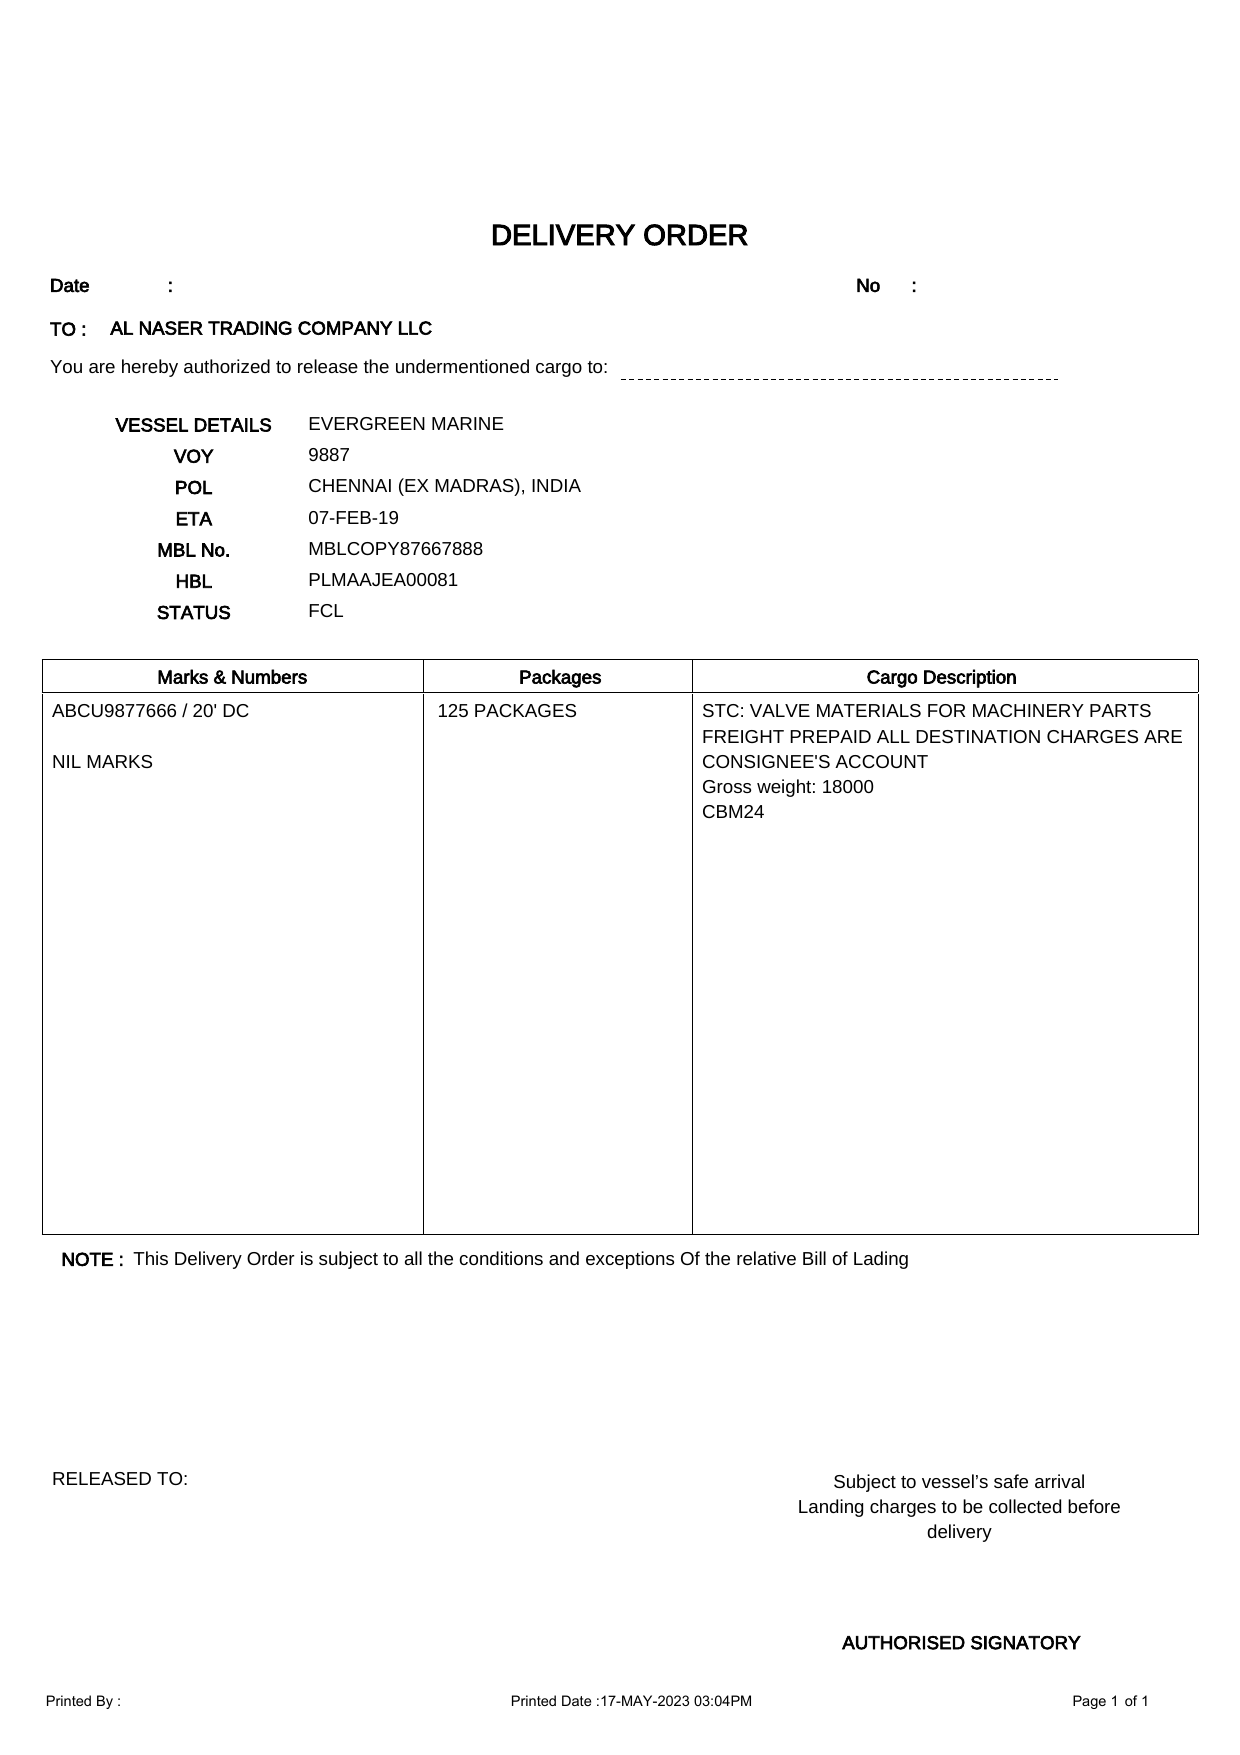 DELIVERY ORDER
Date :
No :
TO : AL NASER TRADING COMPANY LLC
You are hereby authorized to release the undermentioned cargo to:
VESSEL DETAILS EVERGREEN MARINE
VOY 9887
POL CHENNAI (EX MADRAS), INDIA
ETA 07-FEB-19
MBL No. MBLCOPY87667888
HBL PLMAAJEA00081
STATUS FCL
Marks & Numbers Packages Cargo Description
ABCU9877666 / 20' DC 125 PACKAGES STC: VALVE MATERIALS FOR MACHINERY PARTS
FREIGHT PREPAID ALL DESTINATION CHARGES ARE
NIL MARKS CONSIGNEE'S ACCOUNT
Gross weight: 18000
CBM24
NOTE : This Delivery Order is subject to all the conditions and exceptions Of the relative Bill of Lading
RELEASED TO:
Subject to vessel’s safe arrival
Landing charges to be collected before
delivery
AUTHORISED SIGNATORY
Printed By : Printed Date :17-MAY-2023 03:04PM Page 1 of 1